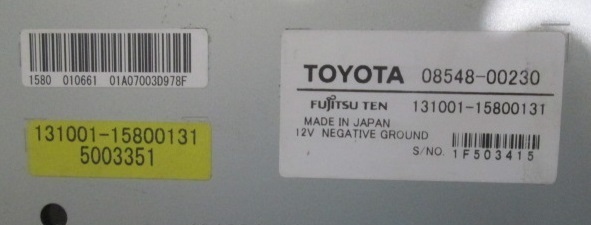 1580 010661 01A07003D978F
131001-15800131
5003351
TOYOTA 08548-00230
FUJITSU TEN 131001-15800131
MADE IN JAPAN
12V NEGATIVE GROUND
S/NO. 1F503415